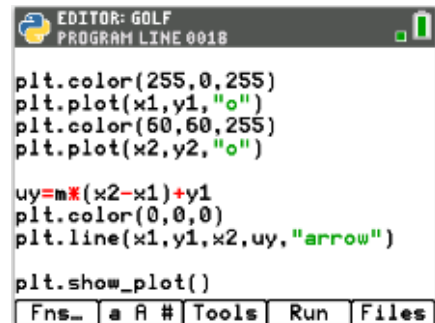 EDITOR: GOLF
PROGRAM LINE 0018
plt.color(255,0,255)
plt.plot(x1,y1,"o")
plt.color(60,60,255)
plt.plot(x2,y2,"o")
uy=m*(x2-x1)+y1
plt.color(0,0,0)
plt.line(x1,y1,x2,uy,"arrow")
plt.show_plot()
Fns… a A # Tools Run Files